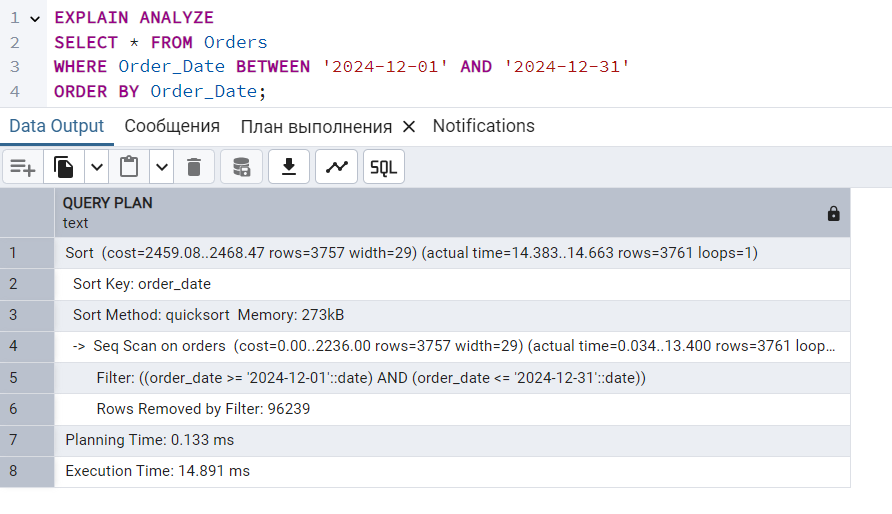 1 EXPLAIN ANALYZE
2 SELECT * FROM Orders
3 WHERE Order_Date BETWEEN '2024-12-01' AND '2024-12-31'
4 ORDER BY Order_Date;
Data Output Сообщения План выполнения Notifications
SQL
QUERY PLAN
text
1 Sort (cost=2459.08..2468.47 rows=3757 width=29) (actual time=14.383..14.663 rows=3761 loops=1)
2 Sort Key: order_date
3 Sort Method: quicksort Memory: 273kB
4 -> Seq Scan on orders (cost=0.00..2236.00 rows=3757 width=29) (actual time=0.034..13.400 rows=3761 loop...
5 Filter: ((order_date >= '2024-12-01'::date) AND (order_date <= '2024-12-31'::date))
6 Rows Removed by Filter: 96239
7 Planning Time: 0.133 ms
8 Execution Time: 14.891 ms